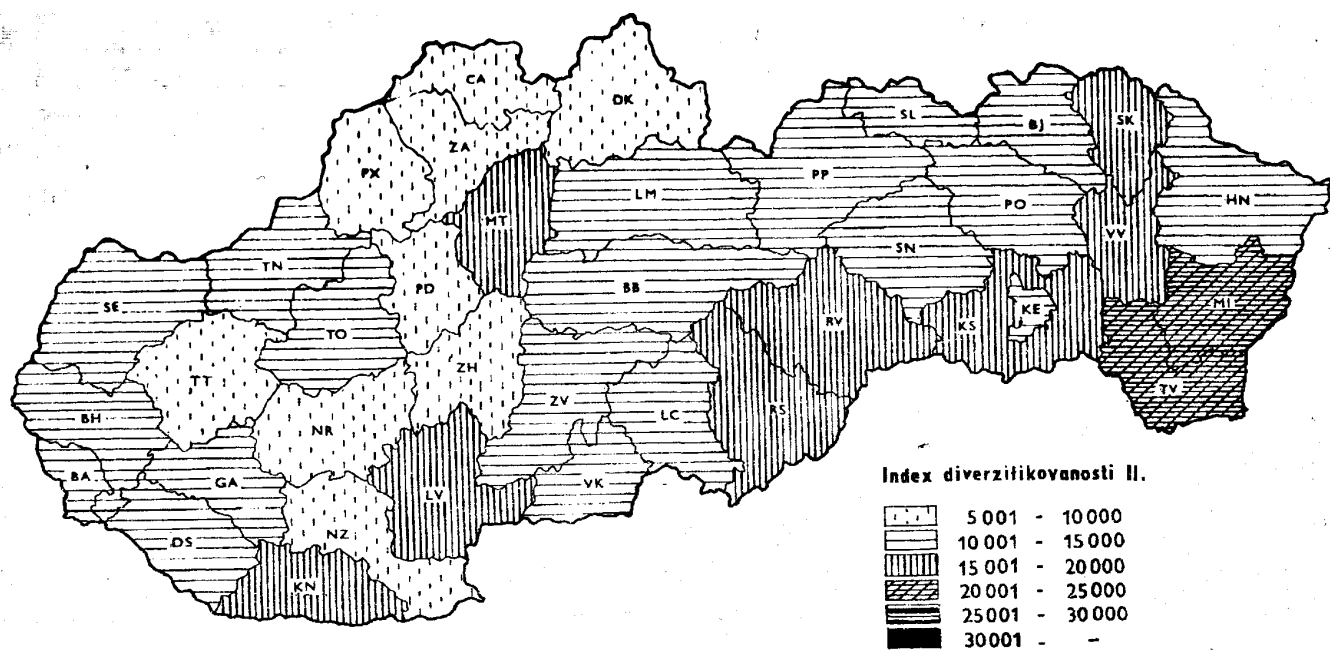 CA
DK
SL
BJ
SK
ŽA
PX
PP
LM
PO
HN
MT
VV
SN
TN
PD
BB
SE
MI
KE
RV
KS
TO
ZH
TT
TV
ZV
LC
RS
BH
NR
BA
GA
LV
VK
DS
NZ
KN
Index diverzifikovanosti II.
5 001 - 10 000
10 001 - 15 000
15 001 - 20 000
20 001 - 25 000
25 001 - 30 000
30 001 - -